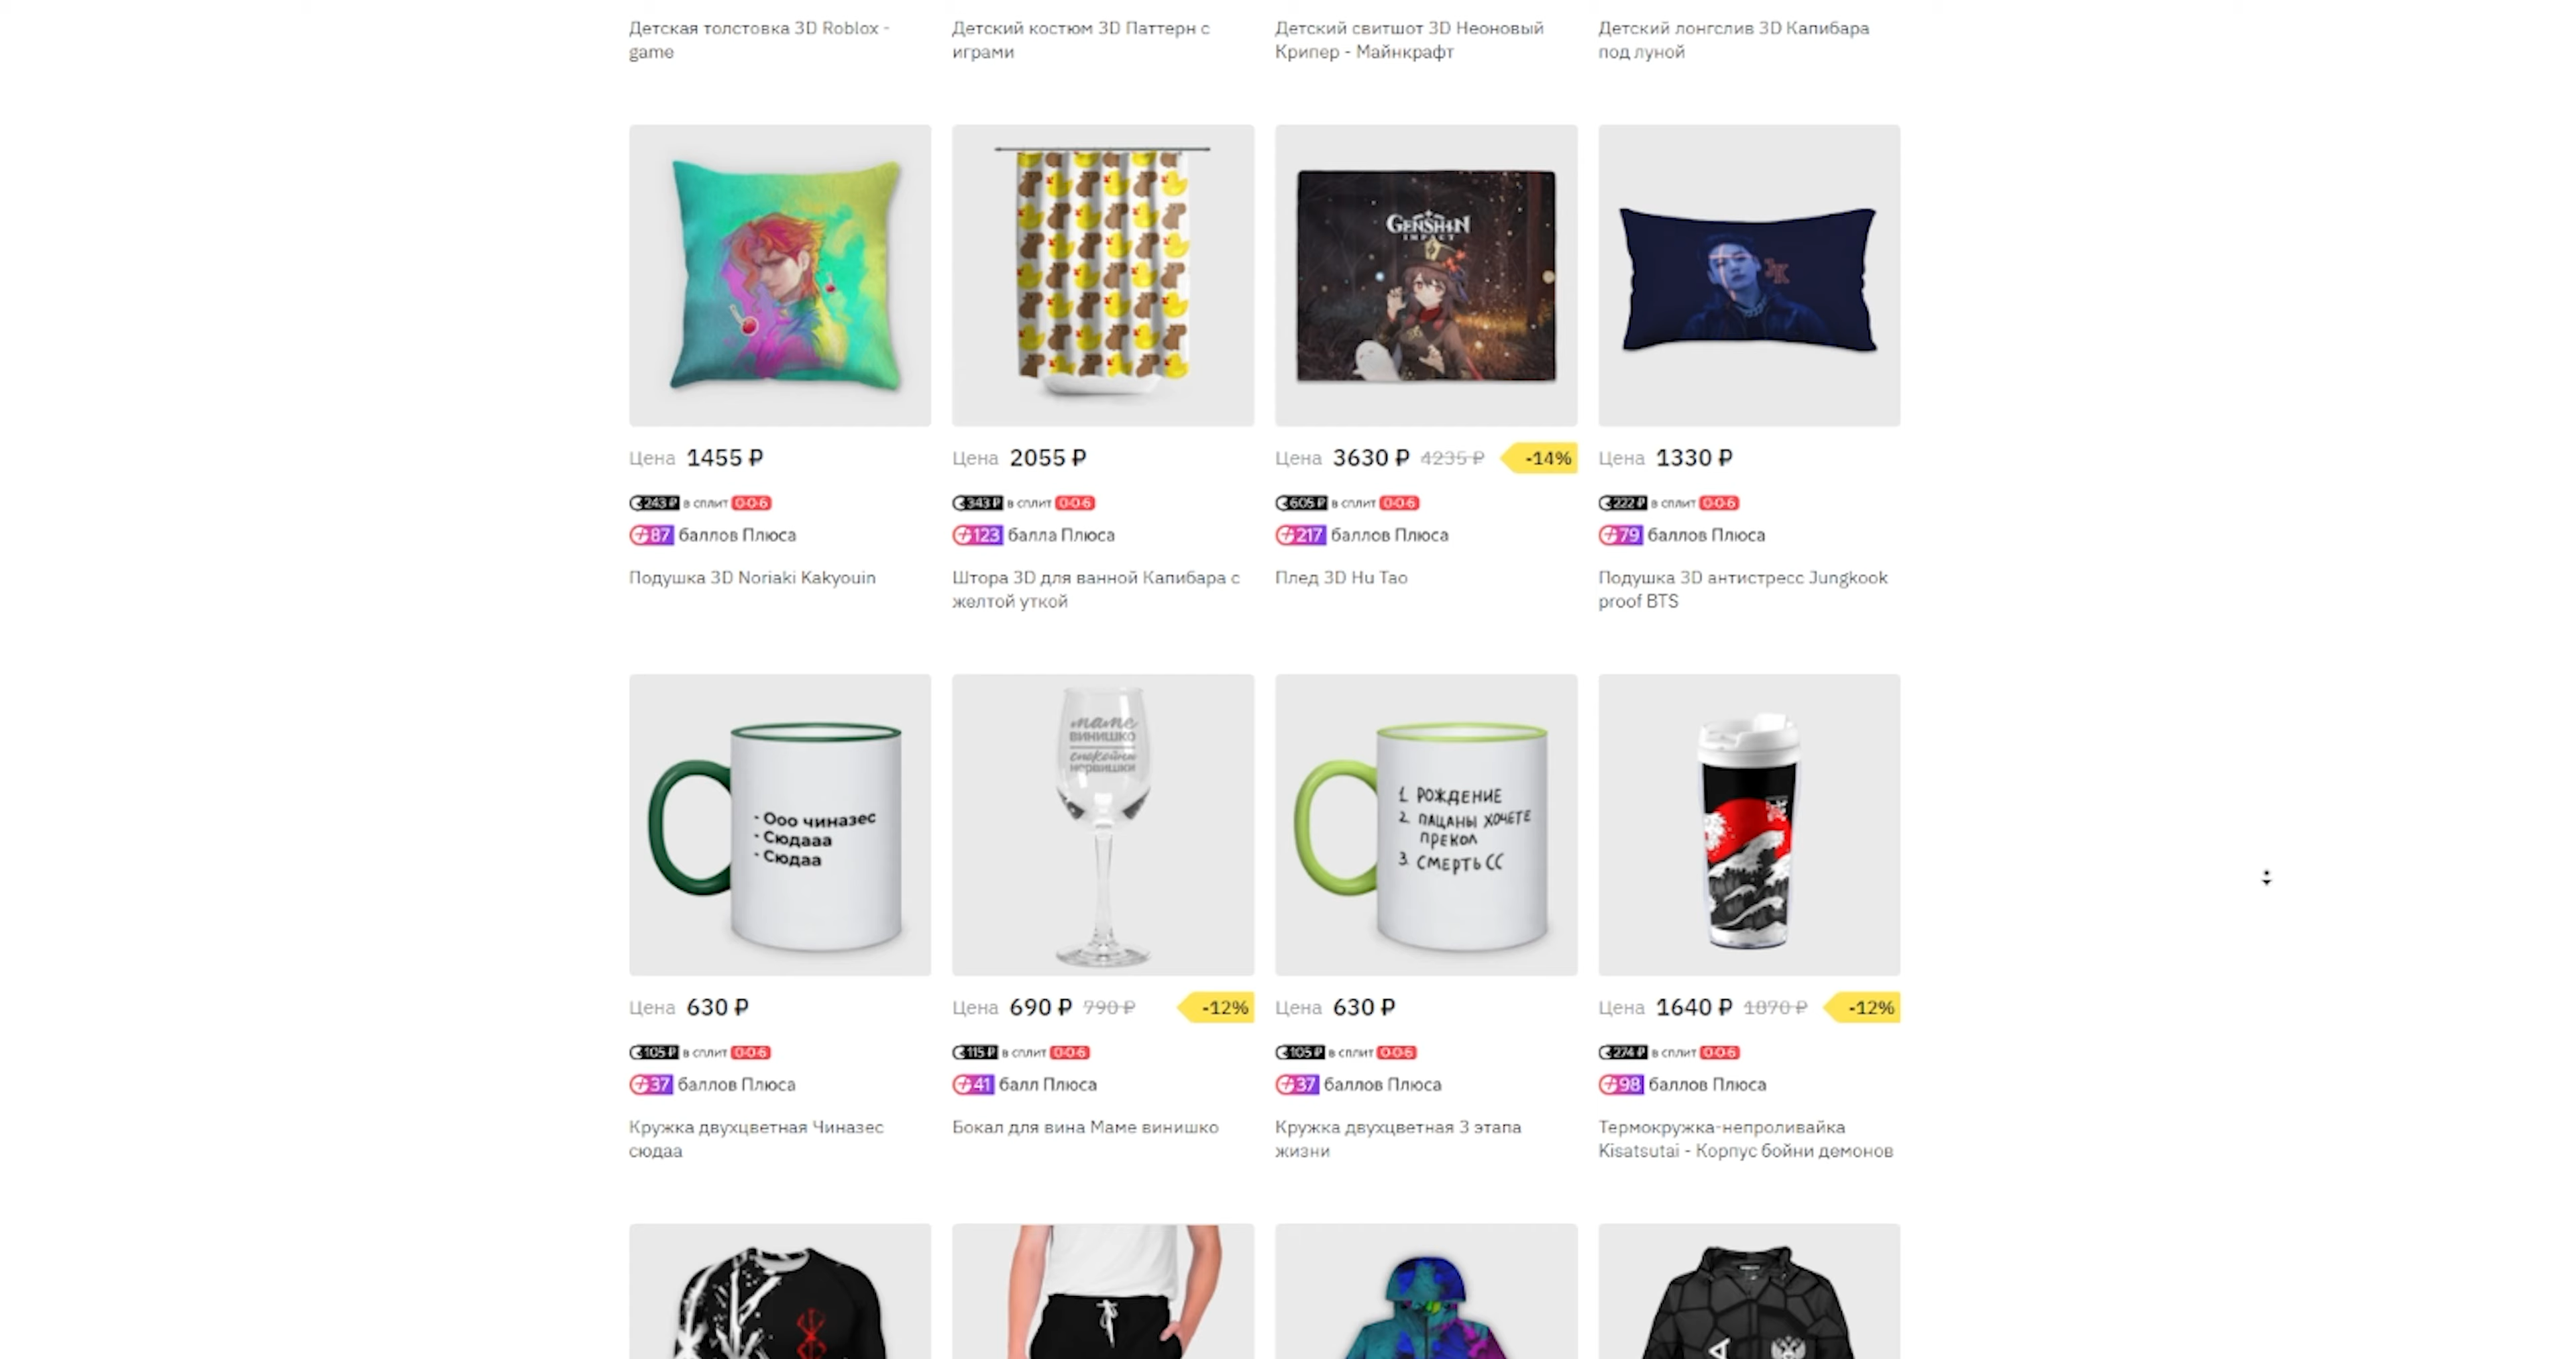 Детская толстовка 3D Roblox -
game
Детский костюм 3D Паттерн с
играми
Детский свитшот 3D Неоновый
Крипер - Майнкрафт
Детский лонгслив 3D Капибара
под луной
GENSHIN
IMPACT
JK
Цена 1455 ₽
243 ₽ в сплит 0-0-6
87 баллов Плюса
Подушка 3D Noriaki Kakyouin
Цена 2055 ₽
343 ₽ в сплит 0-0-6
123 балла Плюса
Штора 3D для ванной Капибара с
желтой уткой
Цена 3630 ₽ 4235 ₽ -14%
605 ₽ в сплит 0-0-6
217 баллов Плюса
Плед 3D Hu Tao
Цена 1330 ₽
222 ₽ в сплит 0-0-6
79 баллов Плюса
Подушка 3D антистресс Jungkook
proof BTS
- Ооо чиназес
- Сюдааа
- Сюдаа
маме
винишко
спокойны
нервишки
1. РОЖДЕНИЕ
2. ПАЦАНЫ ХОЧЕТЕ
ПРЕКОЛ
3. СМЕРТЬ СС
Цена 630 ₽
105 ₽ в сплит 0-0-6
37 баллов Плюса
Кружка двухцветная Чиназес
сюдаа
Цена 690 ₽ 790 ₽ -12%
115 ₽ в сплит 0-0-6
41 балл Плюса
Бокал для вина Маме винишко
Цена 630 ₽
105 ₽ в сплит 0-0-6
37 баллов Плюса
Кружка двухцветная 3 этапа
жизни
Цена 1640 ₽ 1870 ₽ -12%
274 ₽ в сплит 0-0-6
98 баллов Плюса
Термокружка-непроливайка
Kisatsutai - Корпус бойни демонов